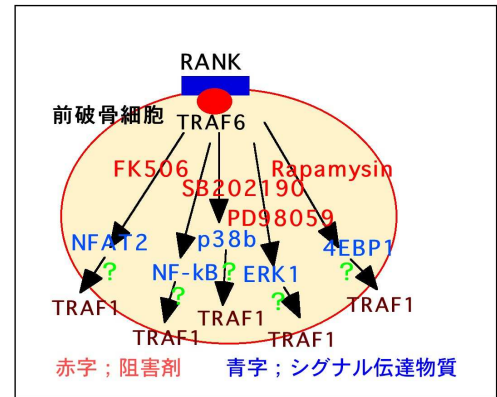 RANK
前破骨細胞
TRAF6
FK506
Rapamysin
SB202190
PD98059
NFAT2
p38b
4EBP1
?
NF-kB
?
ERK1
?
?
?
TRAF1
TRAF1
TRAF1
TRAF1
TRAF1
赤字；阻害剤
青字；シグナル伝達物質